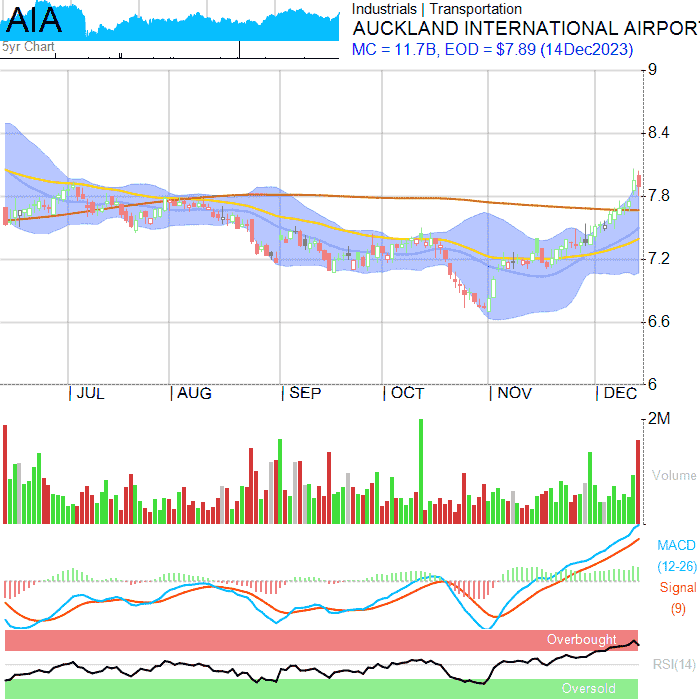 AIA
5yr Chart
Industrials | Transportation
AUCKLAND INTERNATIONAL AIRPORT
MC = 11.7B, EOD = $7.89 (14Dec2023)
9
8.4
7.8
7.2
6.6
6
| JUL | AUG | SEP | OCT | NOV | DEC
2M
Volume
MACD
(12-26)
Signal
(9)
Overbought
RSI(14)
Oversold